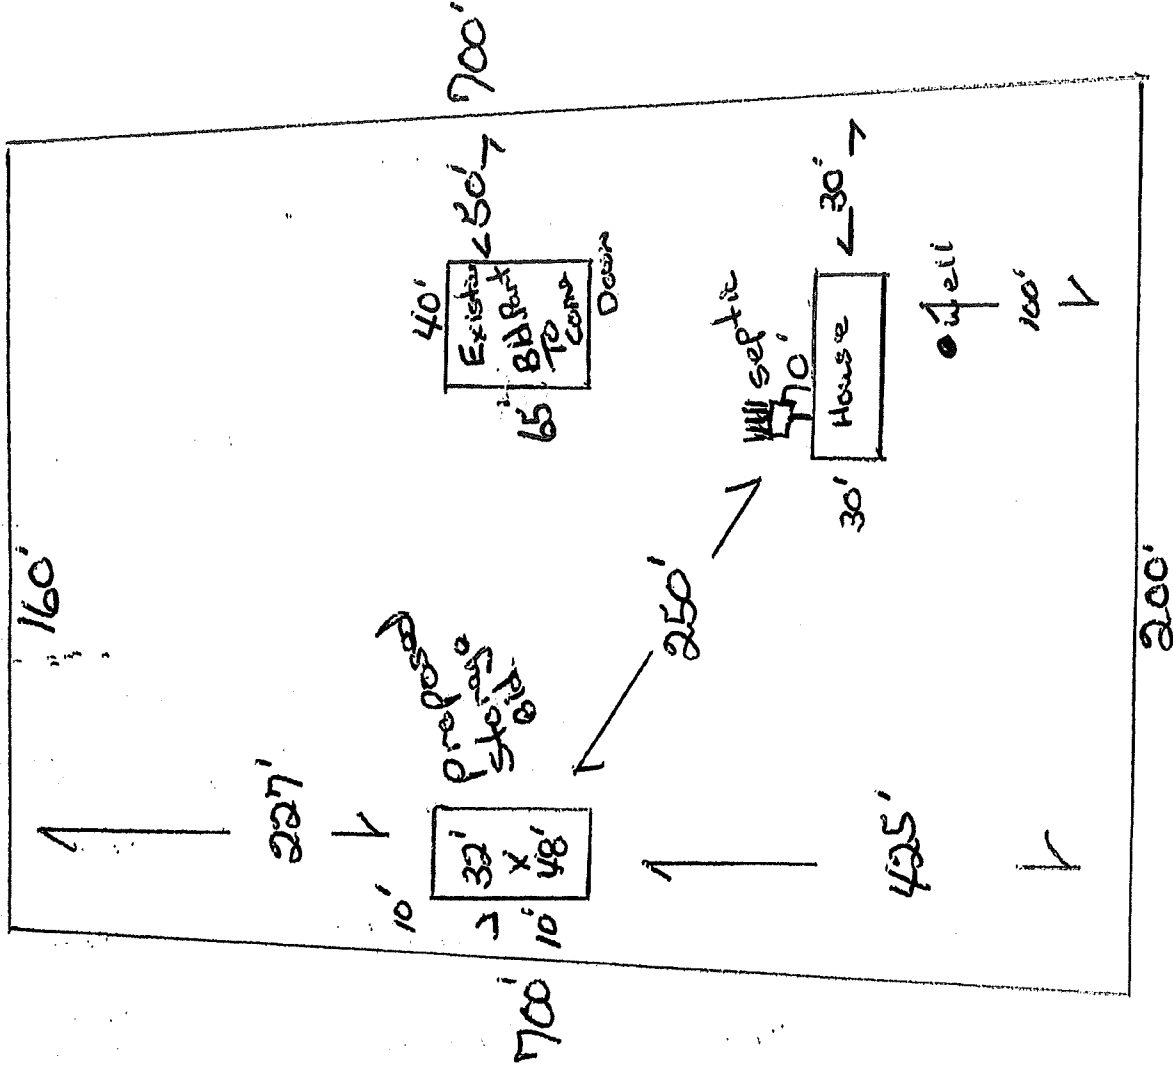 700'
160'
40'
<50'>
Existin
Bld Part
TO
come
Down
65'
227'
proposed
storage
Bld.
10'
32'
x
48'
10'
700'
septic
10'
<30'>
House
30'
well
100'
250'
425'
200'